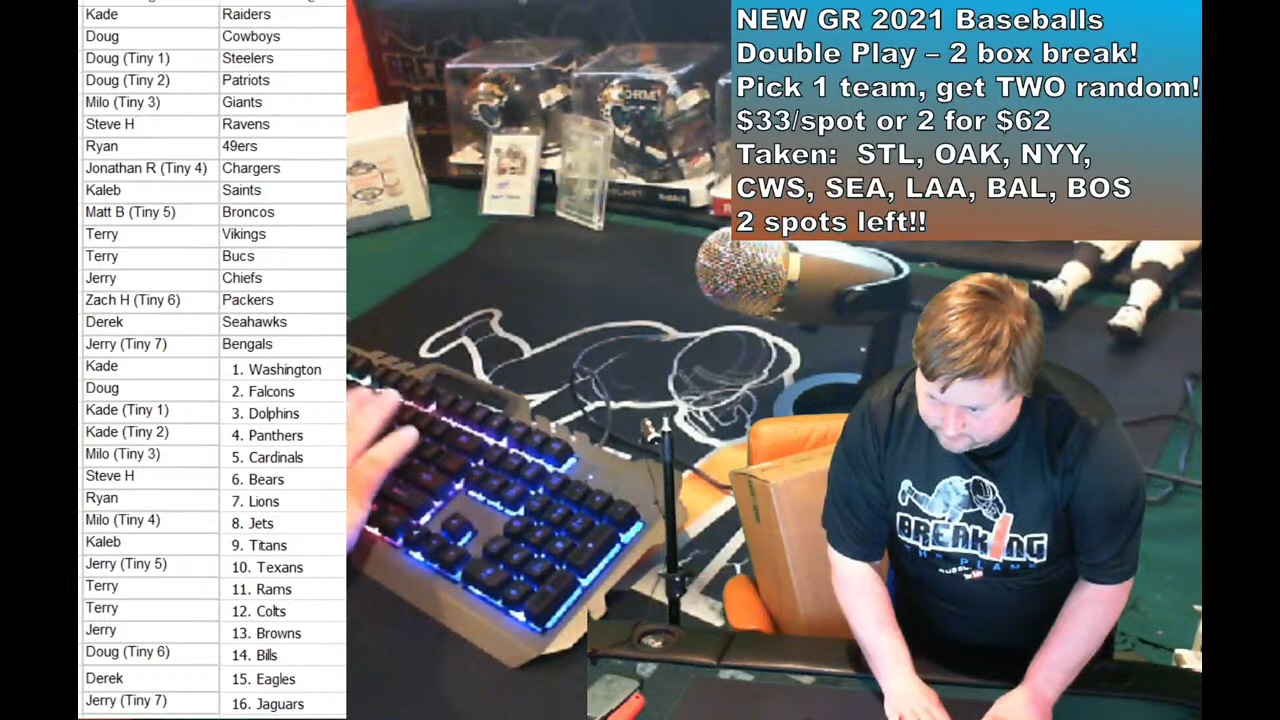 Kade Raiders
Doug Cowboys
Doug (Tiny 1) Steelers
Doug (Tiny 2) Patriots
Milo (Tiny 3) Giants
Steve H Ravens
Ryan 49ers
Jonathan R (Tiny 4) Chargers
Kaleb Saints
Matt B (Tiny 5) Broncos
Terry Vikings
Terry Bucs
Jerry Chiefs
Zach H (Tiny 6) Packers
Derek Seahawks
Jerry (Tiny 7) Bengals
Kade 1. Washington
Doug 2. Falcons
Kade (Tiny 1) 3. Dolphins
Kade (Tiny 2) 4. Panthers
Milo (Tiny 3) 5. Cardinals
Steve H 6. Bears
Ryan 7. Lions
Milo (Tiny 4) 8. Jets
Kaleb 9. Titans
Jerry (Tiny 5) 10. Texans
Terry 11. Rams
Terry 12. Colts
Jerry 13. Browns
Doug (Tiny 6) 14. Bills
Derek 15. Eagles
Jerry (Tiny 7) 16. Jaguars
NEW GR 2021 Baseballs
Double Play – 2 box break!
Pick 1 team, get TWO random!
$33/spot or 2 for $62
Taken: STL, OAK, NYY,
CWS, SEA, LAA, BAL, BOS
2 spots left!!
BREAKING
THE PLANE